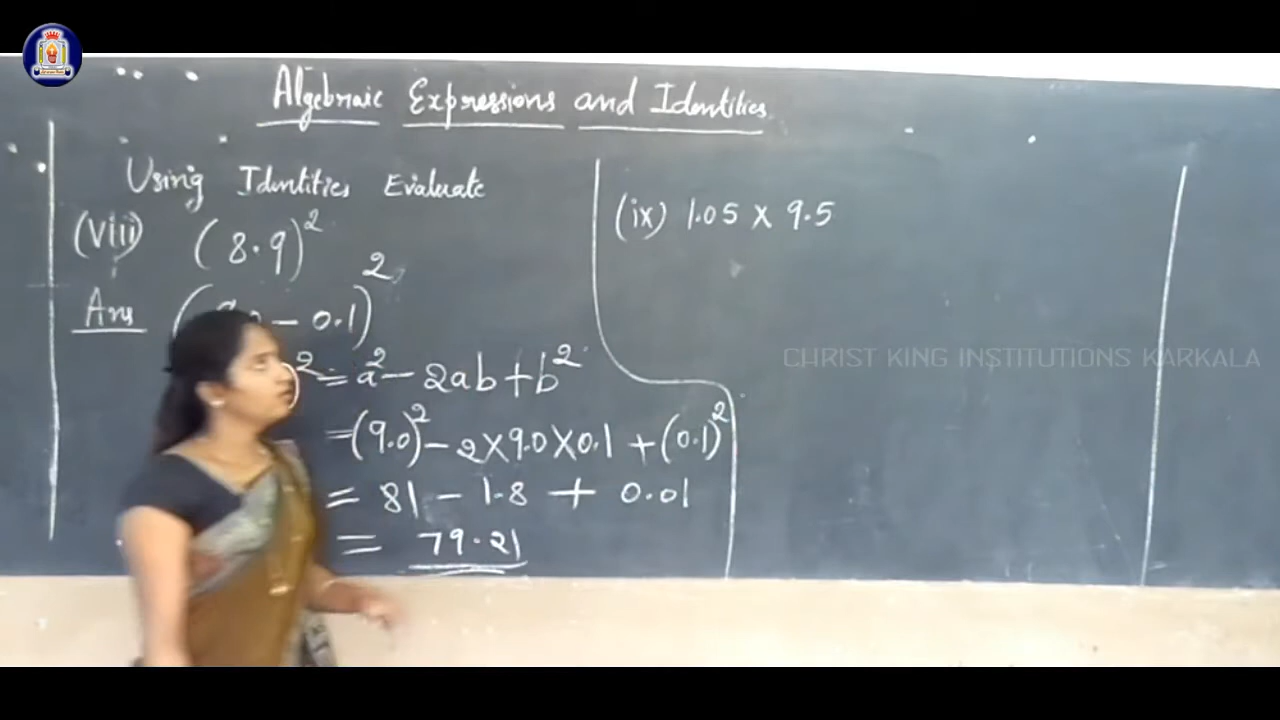 Algebraic Expressions and Identities
Using Identities Evaluate
(viii) (8.9)²
Ans - 0.1)²
)² = a² - 2ab + b²
= (9.0)² - 2 × 9.0 × 0.1 + (0.1)²
= 81 - 1.8 + 0.01
= 79.21
(ix) 1.05 × 9.5
CHRIST KING INSTITUTIONS KARKALA